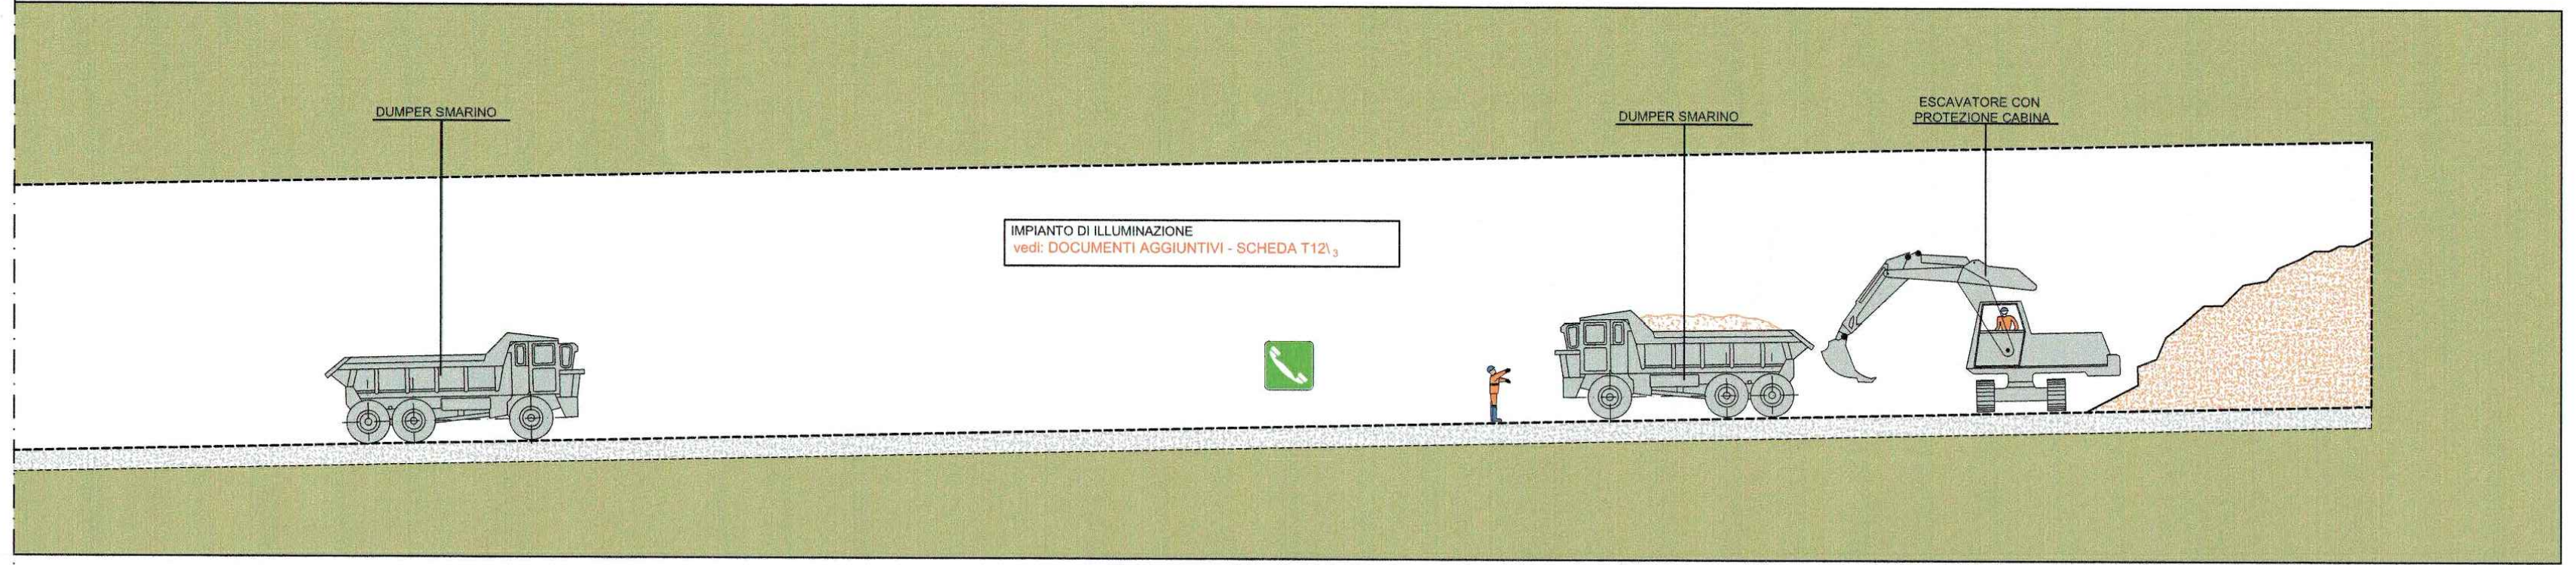 DUMPER SMARINO
DUMPER SMARINO
ESCAVATORE CON
PROTEZIONE CABINA
IMPIANTO DI ILLUMINAZIONE
vedi: DOCUMENTI AGGIUNTIVI - SCHEDA T12\3